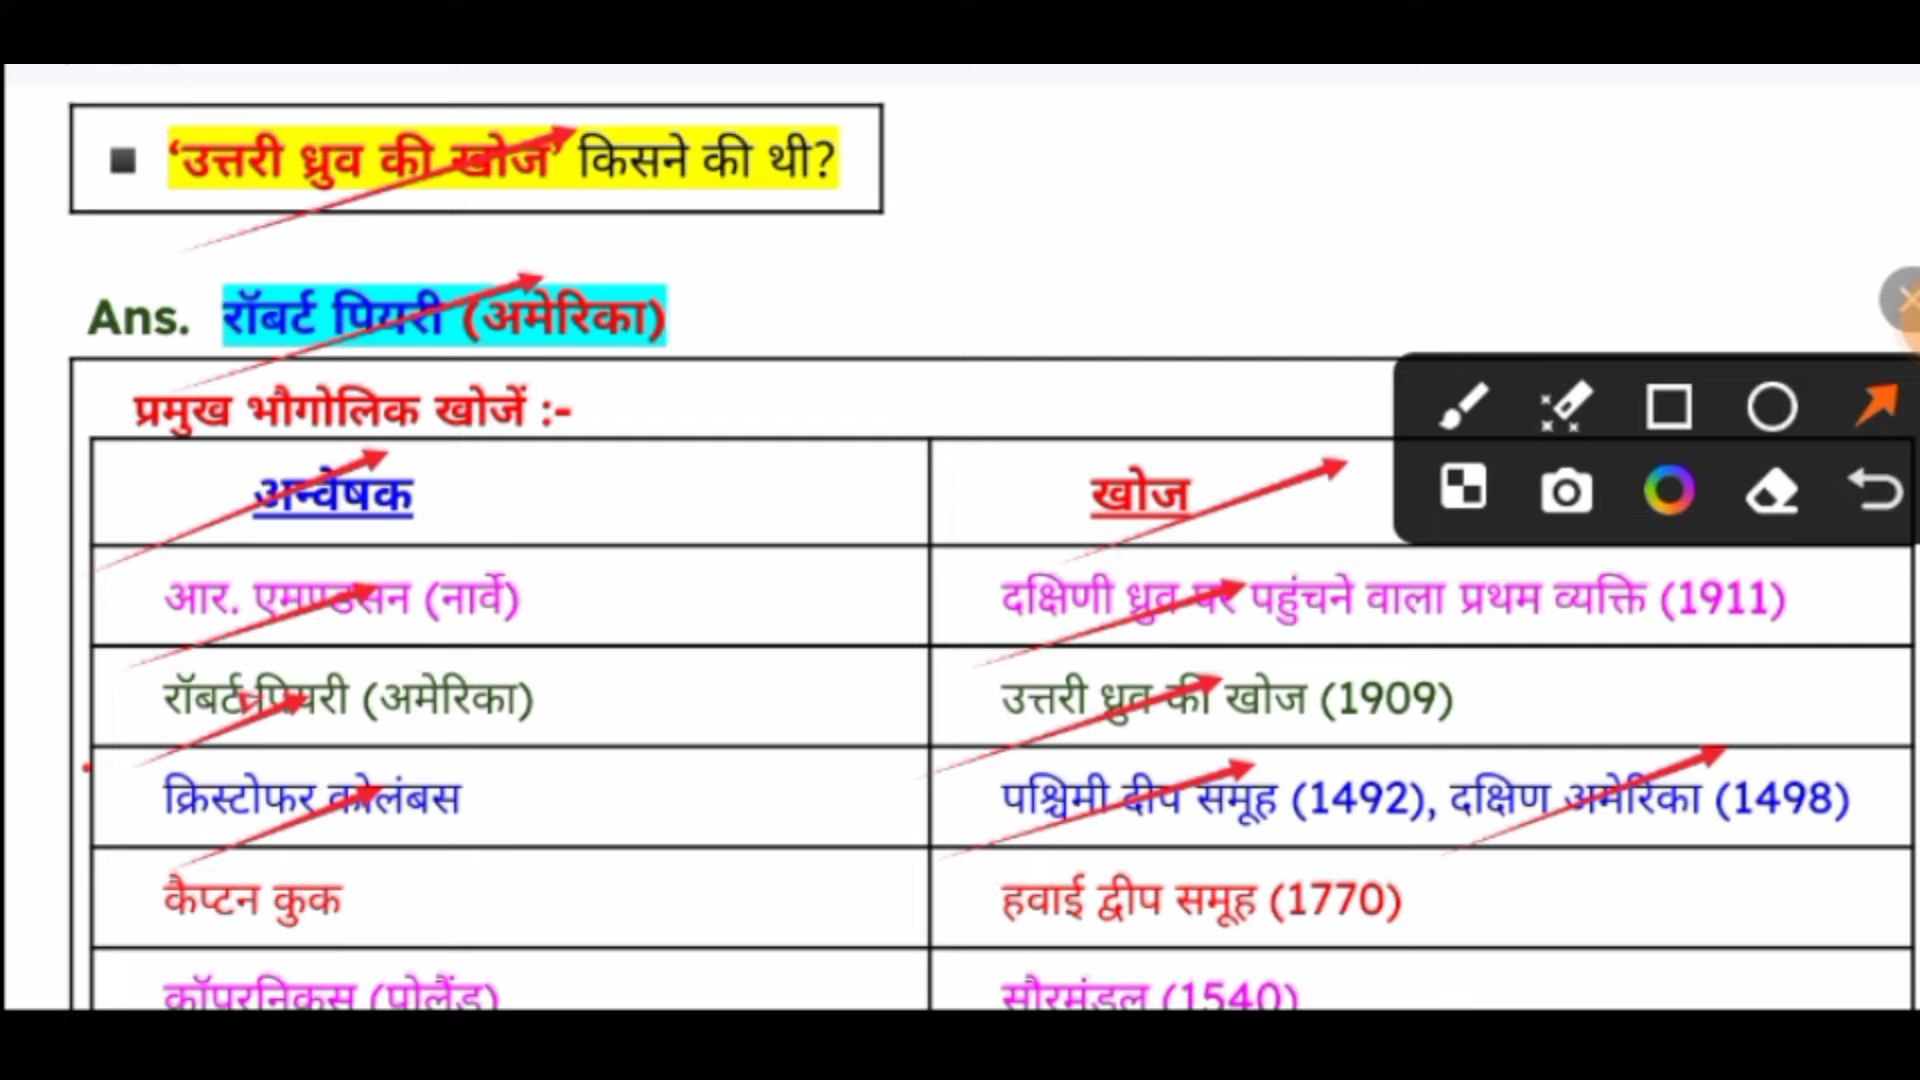 ▪ ‘उत्तरी ध्रुव की खोज’ किसने की थी?
Ans. रॉबर्ट पियरी (अमेरिका)
प्रमुख भौगोलिक खोजें :-
अन्वेषक खोज
आर. एमण्डसन (नार्वे) दक्षिणी ध्रुव पर पहुंचने वाला प्रथम व्यक्ति (1911)
रॉबर्ट पियरी (अमेरिका) उत्तरी ध्रुव की खोज (1909)
क्रिस्टोफर कोलंबस पश्चिमी दीप समूह (1492), दक्षिण अमेरिका (1498)
कैप्टन कुक हवाई द्वीप समूह (1770)
कॉपरनिकस (पोलैंड) सौरमंडल (1540)